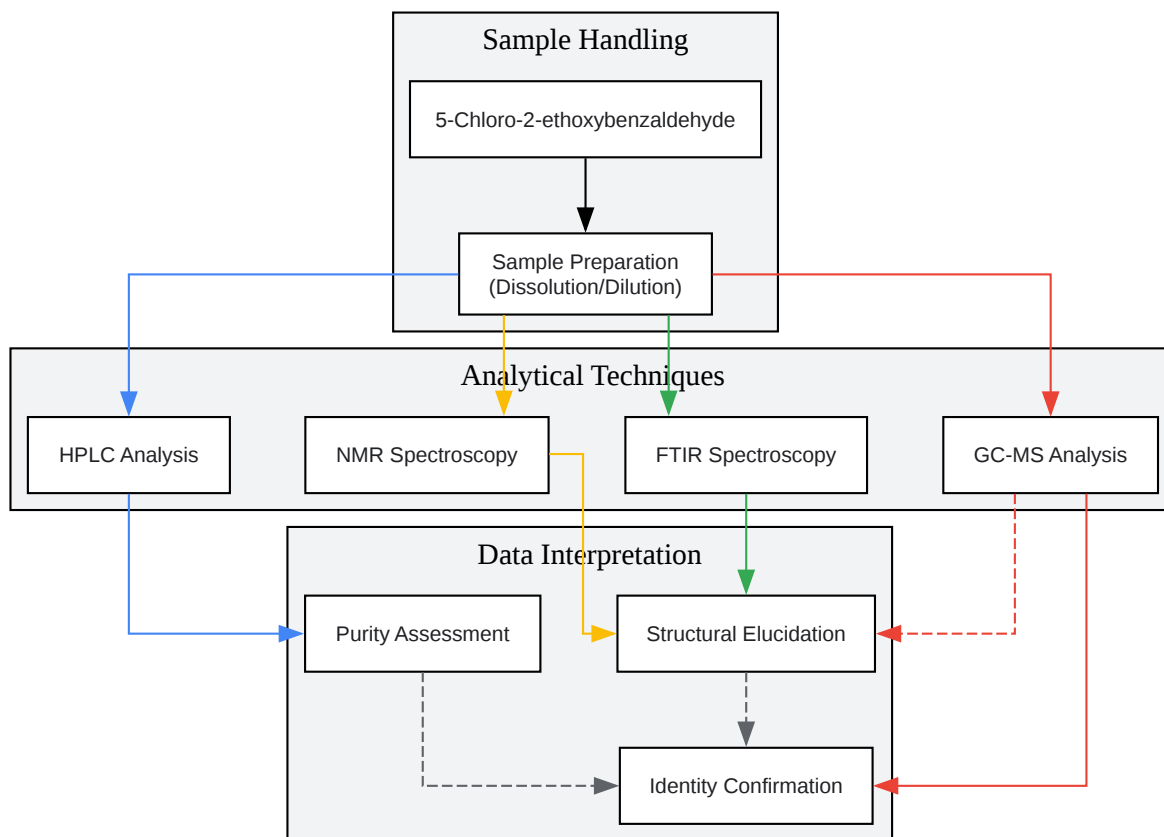 Sample Handling
5-Chloro-2-ethoxybenzaldehyde
Sample Preparation
(Dissolution/Dilution)
Analytical Techniques
HPLC Analysis
NMR Spectroscopy
FTIR Spectroscopy
GC-MS Analysis
Data Interpretation
Purity Assessment
Structural Elucidation
Identity Confirmation